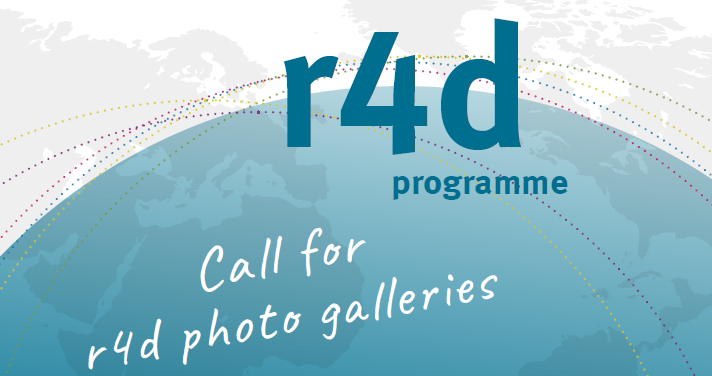 r4d
programme
Call for
r4d photo galleries